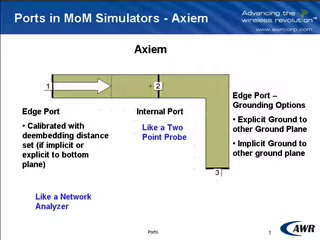 Ports in MoM Simulators - Axiem
Advancing the
wireless revolution™
www.awrcorp.com
Axiem
1
2
3
Edge Port
• Calibrated with
deembedding distance
set (if implicit or
explicit to bottom
plane)
Like a Network
Analyzer
Internal Port
Like a Two
Point Probe
Edge Port –
Grounding Options
• Explicit Ground to
other Ground Plane
• Implicit Ground to
other ground plane
Ports
1
AWR